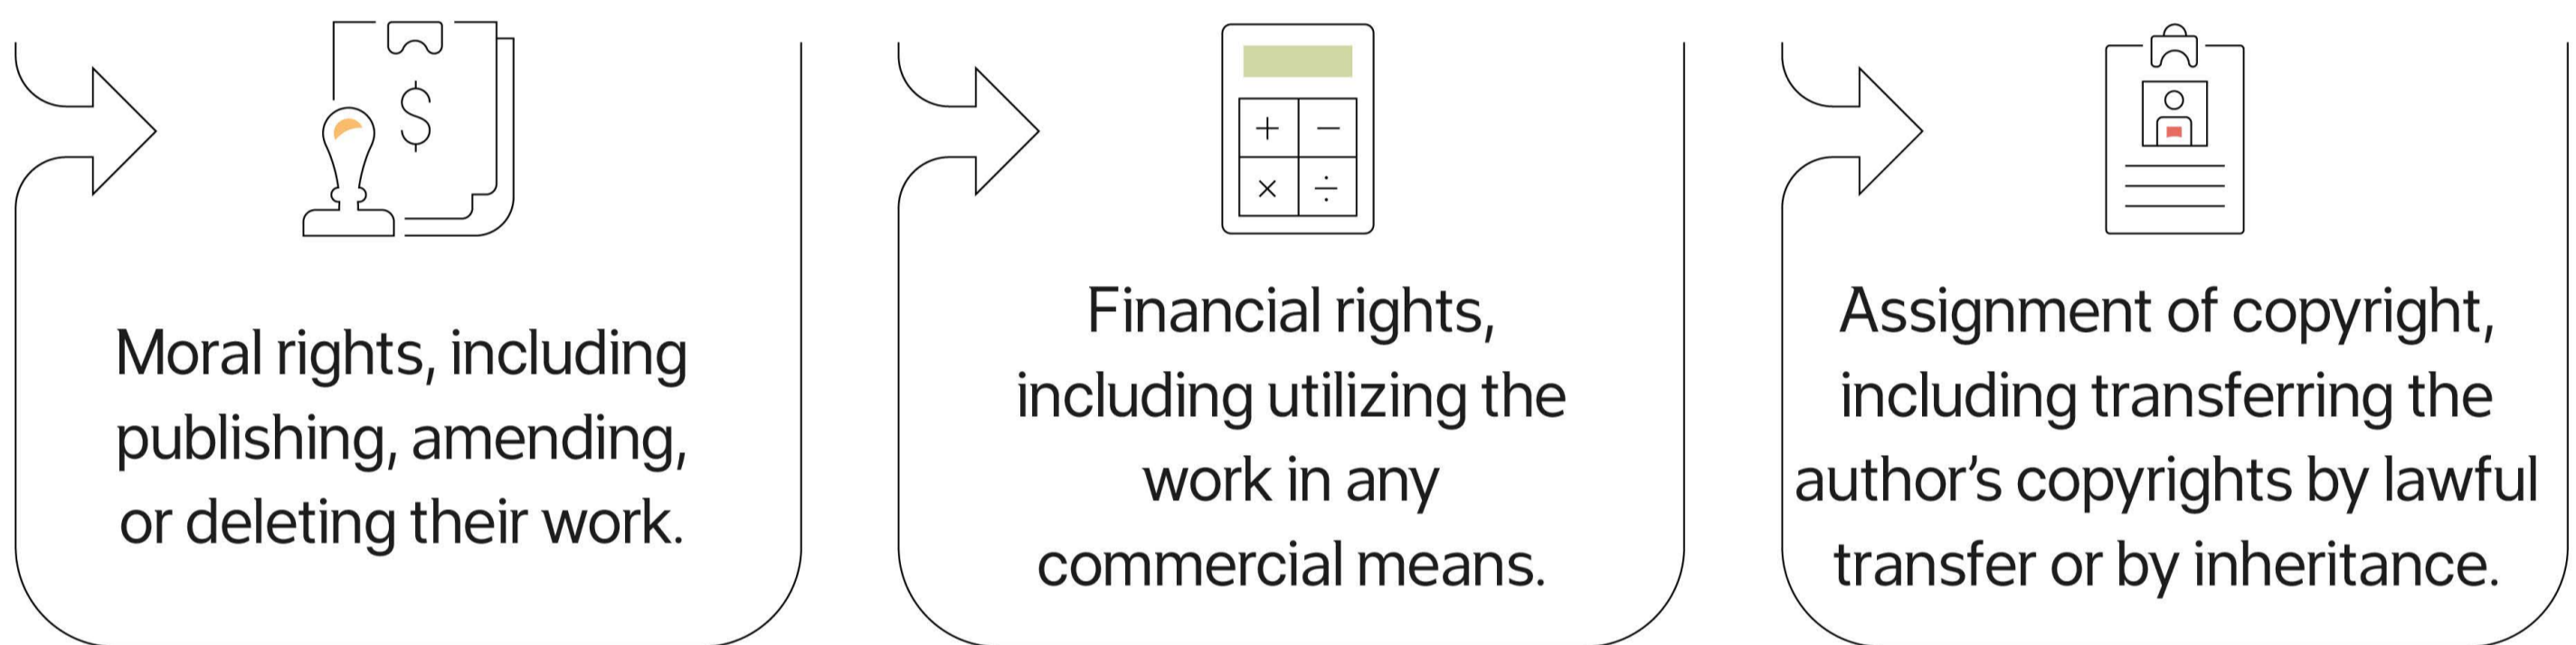 Moral rights, including
publishing, amending,
or deleting their work.
$
+
−
×
÷
Financial rights,
including utilizing the
work in any
commercial means.
Assignment of copyright,
including transferring the
author’s copyrights by lawful
transfer or by inheritance.